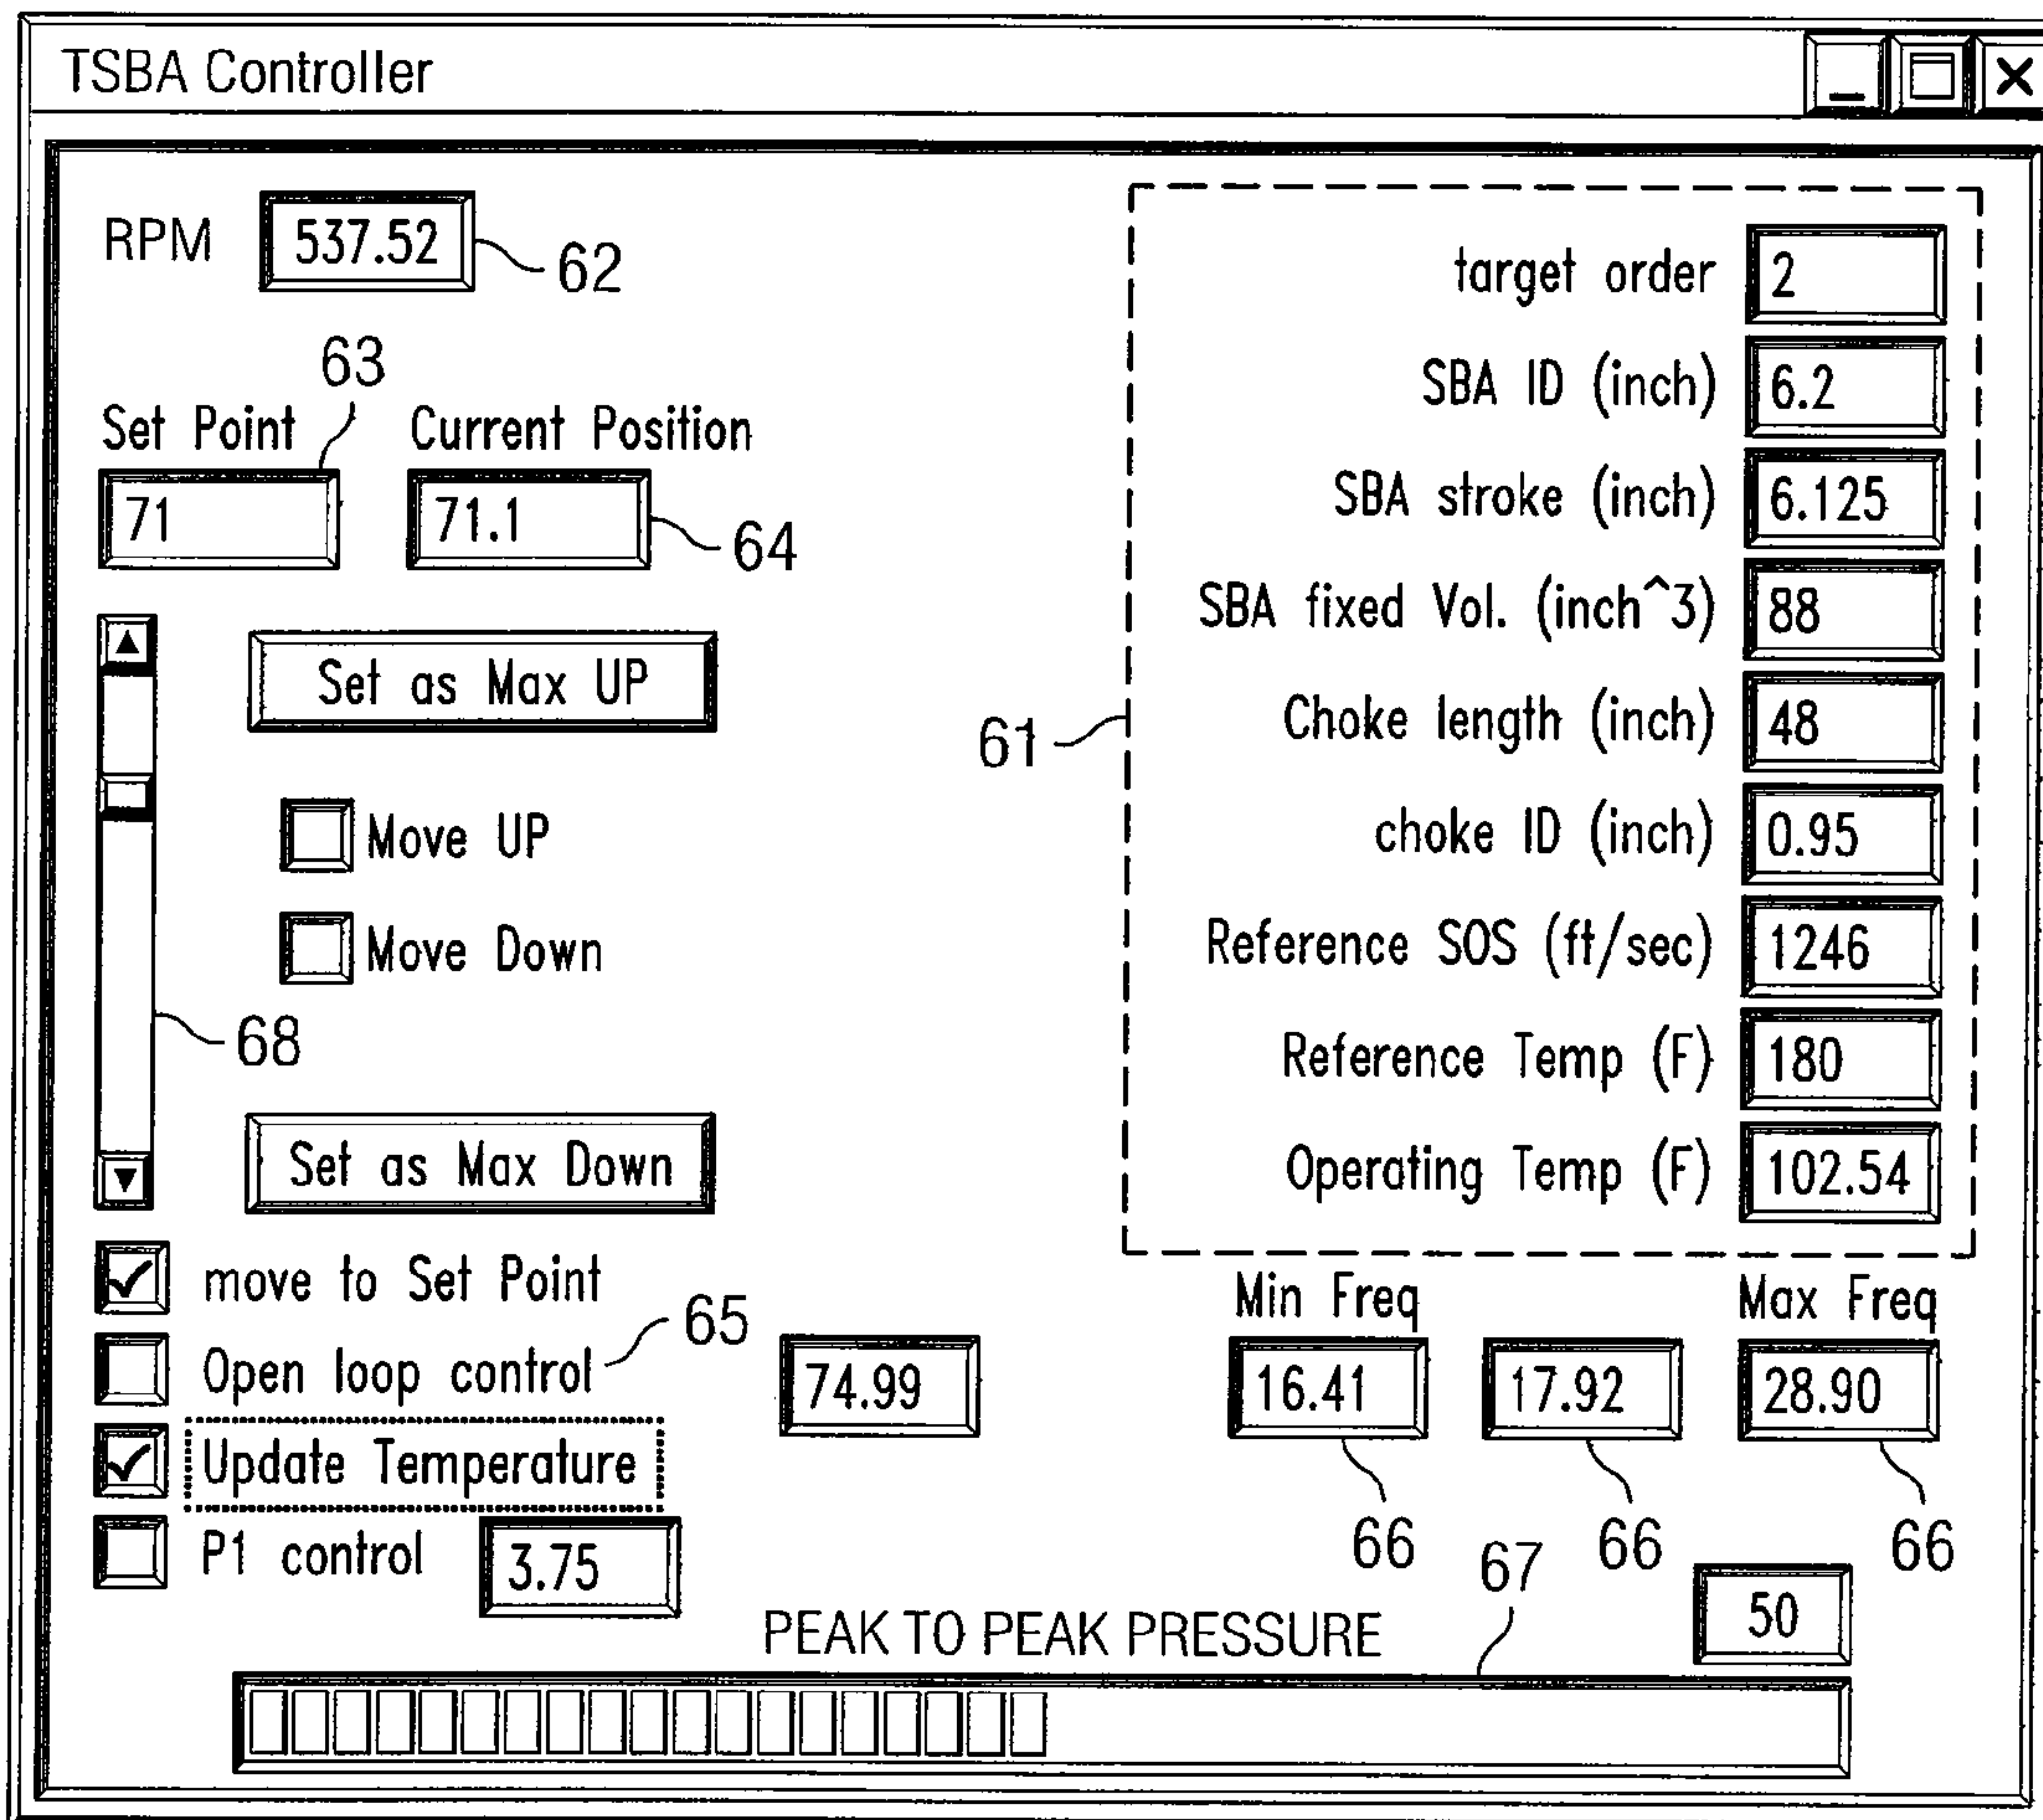 TSBA Controller
RPM 537.52 62
63
Set Point Current Position
71 71.1 64
Set as Max UP
Move UP
Move Down
68
Set as Max Down
move to Set Point
Open loop control 65
74.99
Update Temperature
P1 control 3.75
61
target order 2
SBA ID (inch) 6.2
SBA stroke (inch) 6.125
SBA fixed Vol. (inch^3) 88
Choke length (inch) 48
choke ID (inch) 0.95
Reference SOS (ft/sec) 1246
Reference Temp (F) 180
Operating Temp (F) 102.54
Min Freq Max Freq
16.41 17.92 28.90
66 66 66
67
50
PEAK TO PEAK PRESSURE